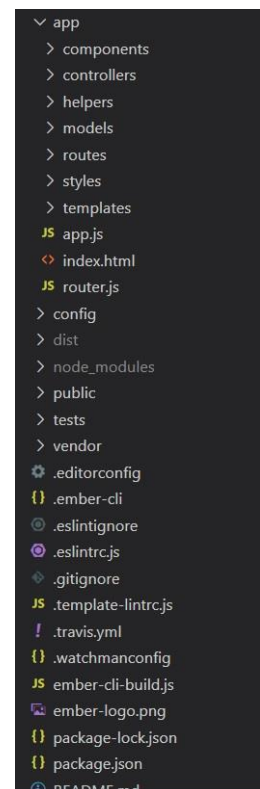 app
components
controllers
helpers
models
routes
styles
templates
JS app.js
<> index.html
JS router.js
config
dist
node_modules
public
tests
vendor
.editorconfig
{} .ember-cli
.eslintignore
.eslintrc.js
.gitignore
JS .template-lintrc.js
! .travis.yml
{} .watchmanconfig
JS ember-cli-build.js
ember-logo.png
{} package-lock.json
{} package.json
README.md